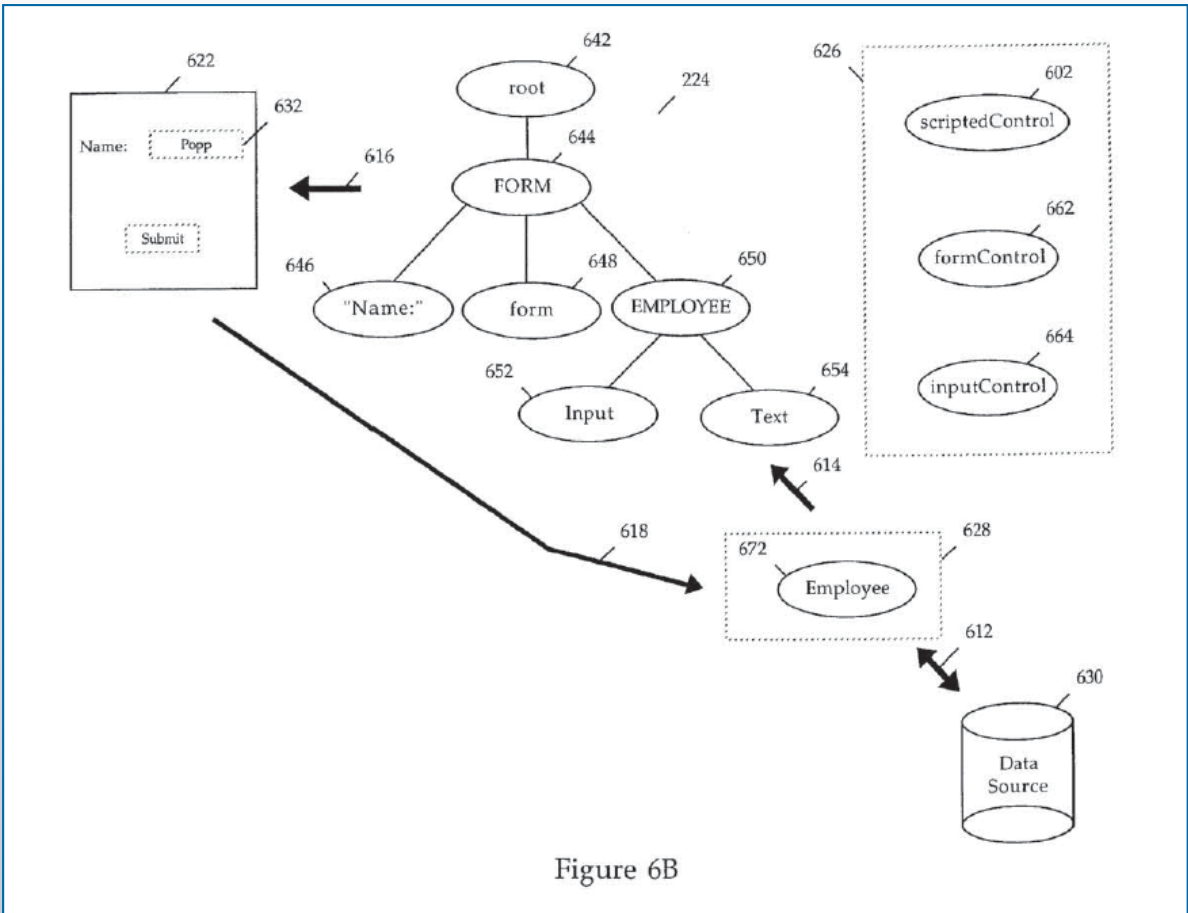 622
632
Name:
Popp
Submit
616
642
root
224
644
FORM
646
"Name:"
648
form
650
EMPLOYEE
652
Input
654
Text
626
602
scriptedControl
662
formControl
664
inputControl
614
618
628
672
Employee
612
630
Data
Source
Figure 6B